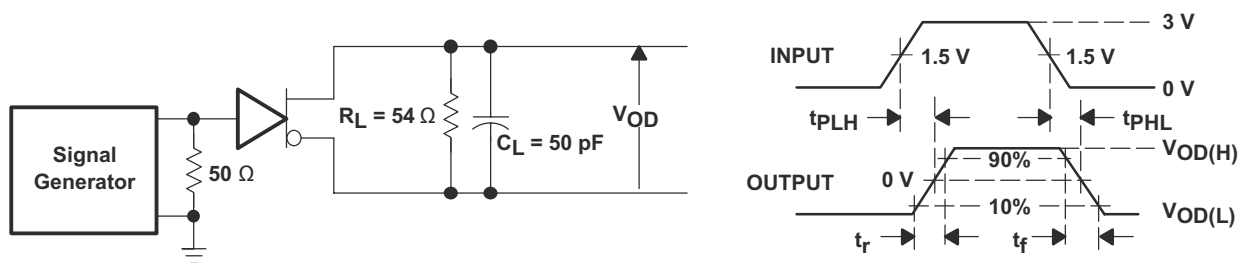 Signal
Generator
50 Ω
RL = 54 Ω
CL = 50 pF
VOD
INPUT
3 V
1.5 V
1.5 V
0 V
tPLH
tPHL
OUTPUT
0 V
90%
10%
VOD(H)
VOD(L)
tr
tf